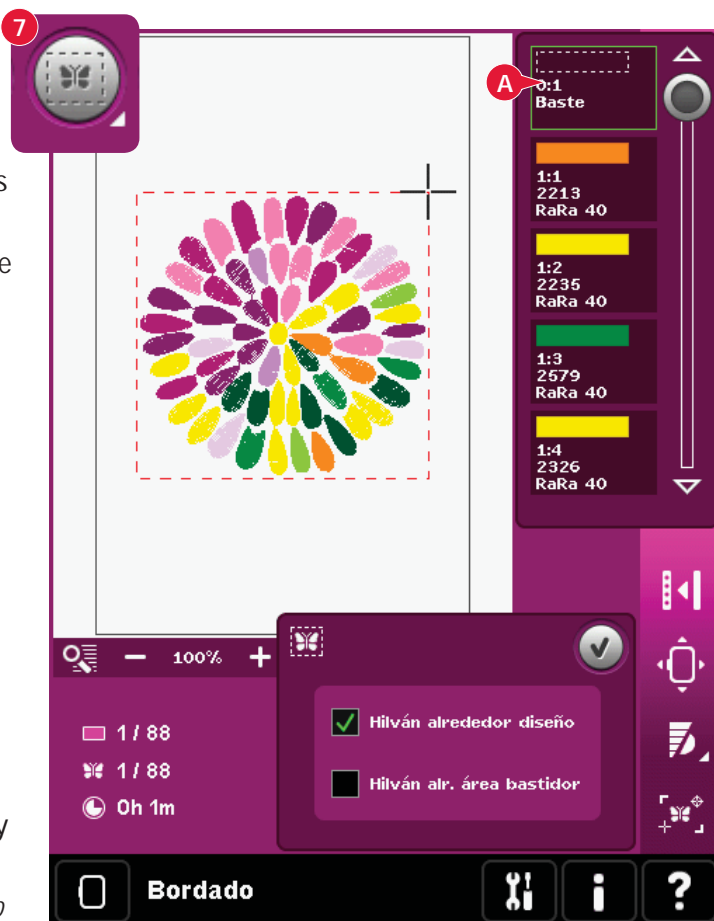 7
A
0:1
Baste
1:1
2213
RaRa 40
1:2
2235
RaRa 40
1:3
2579
RaRa 40
1:4
2326
RaRa 40
s
e
100%
1 / 88
1 / 88
0h 1m
Hilván alrededor diseño
Hilván alr. área bastidor
y
Bordado
i
?